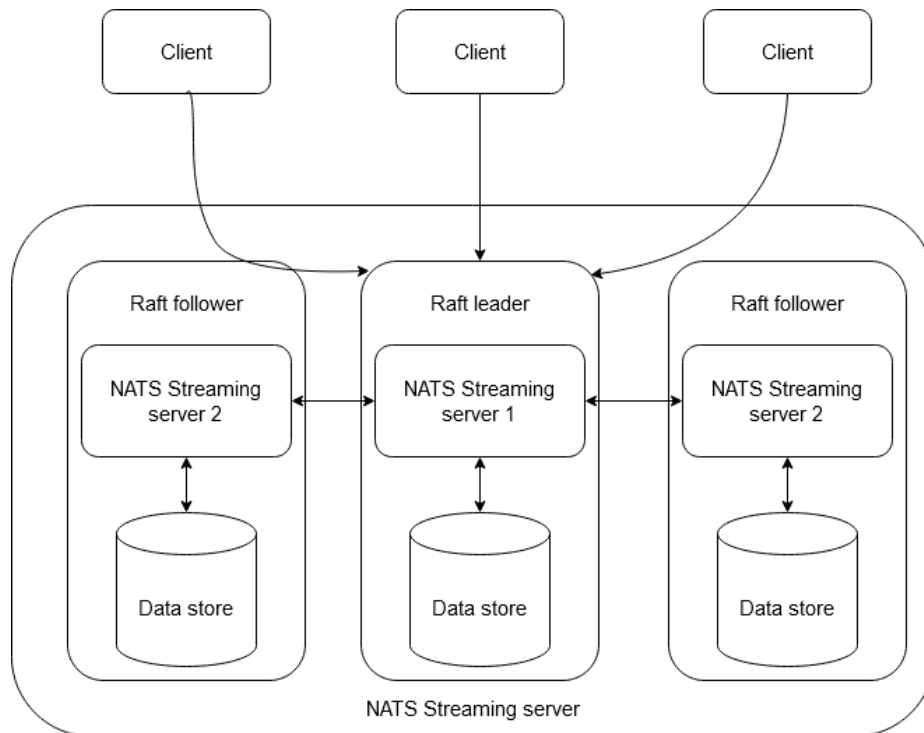 Client
Client
Client
Raft follower
Raft leader
Raft follower
NATS Streaming
server 2
NATS Streaming
server 1
NATS Streaming
server 2
Data store
Data store
Data store
NATS Streaming server